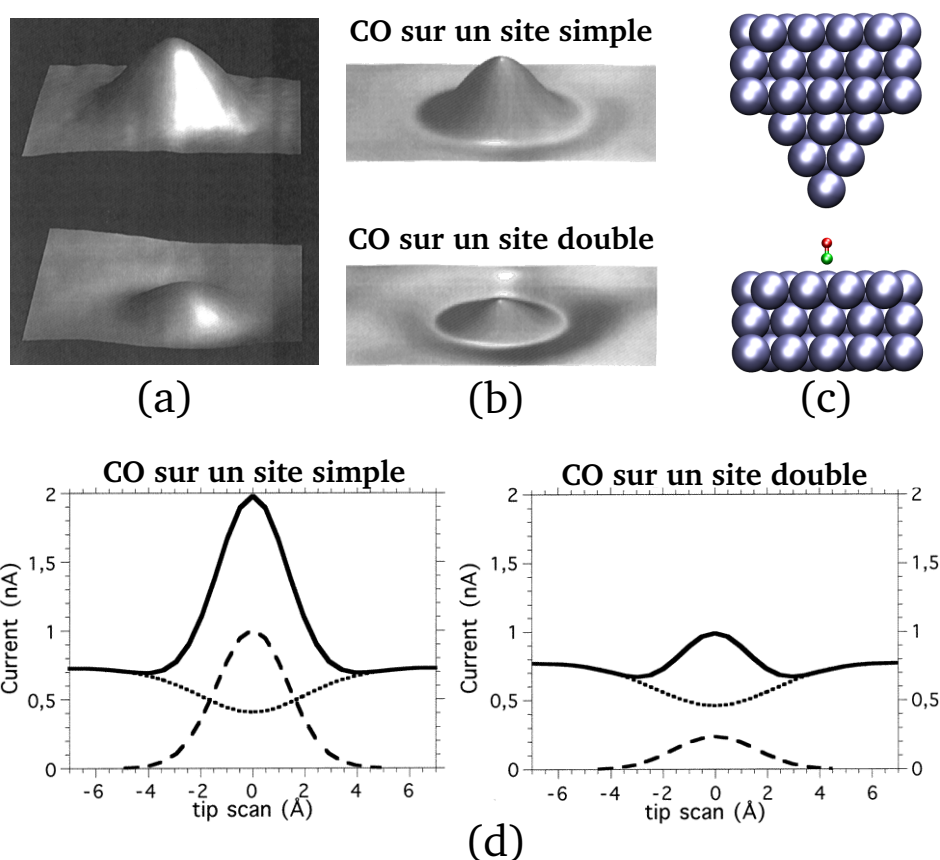 CO sur un site simple
CO sur un site double
(a)
(b)
(c)
CO sur un site simple
2
1,5
1
0,5
0
Current (nA)
-6
-4
-2
0
2
4
6
tip scan (Å)
CO sur un site double
2
1,5
1
0,5
0
Current (nA)
2
1,5
1
0,5
0
-6
-4
-2
0
2
4
6
tip scan (Å)
(d)